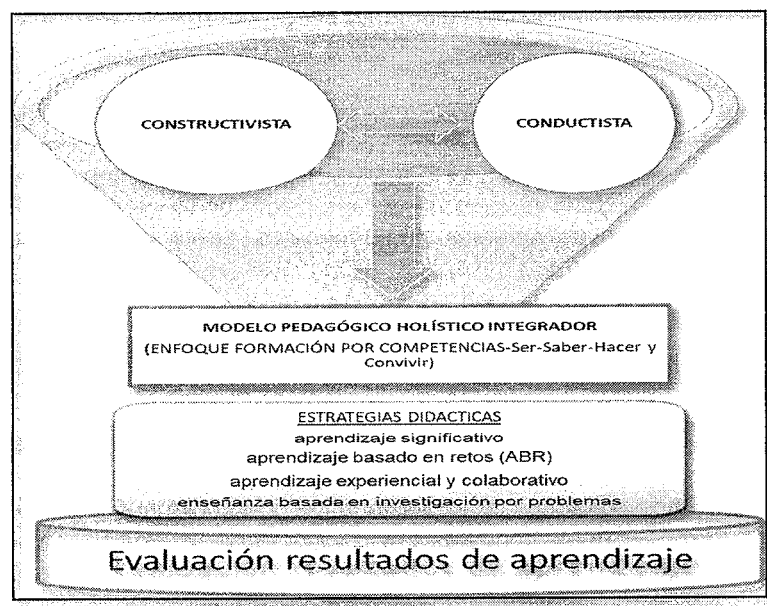 CONSTRUCTIVISTA
CONDUCTISTA
MODELO PEDAGÓGICO HOLÍSTICO INTEGRADOR
(ENFOQUE FORMACIÓN POR COMPETENCIAS-Ser-Saber-Hacer y
Convivir)
ESTRATEGIAS DIDACTICAS
aprendizaje significativo
aprendizaje basado en retos (ABR)
aprendizaje experiencial y colaborativo
enseñanza basada en investigación por problemas
Evaluación resultados de aprendizaje